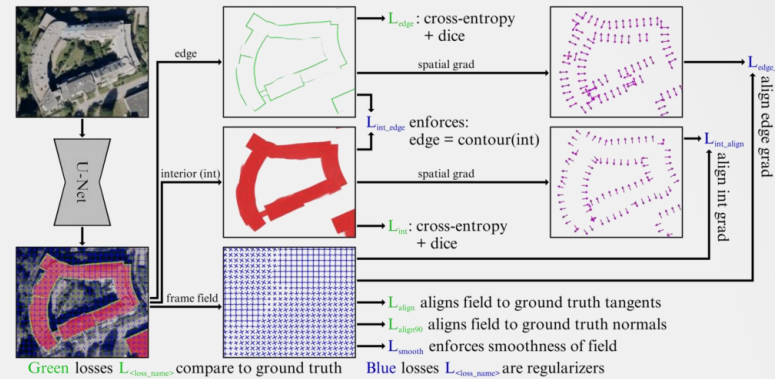 edge
L_edge : cross-entropy
+ dice
spatial grad
L_edge_
align edge grad
L_int_edge enforces:
edge = contour(int)
U-Net
interior (int)
spatial grad
L_int_align
align int grad
L_int : cross-entropy
+ dice
frame field
L_align aligns field to ground truth tangents
L_align90 aligns field to ground truth normals
L_smooth enforces smoothness of field
Green losses L_<loss_name> compare to ground truth
Blue losses L_<loss_name> are regularizers